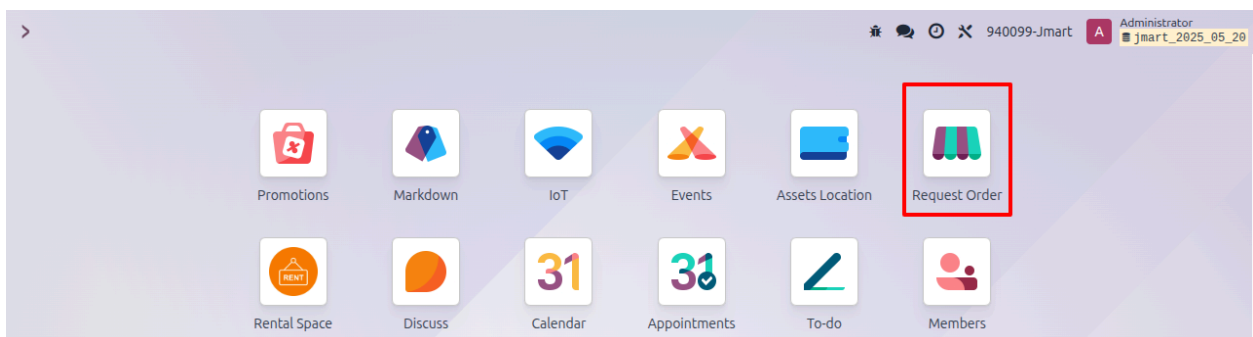 940099-Jmart A Administrator
jmart_2025_05_20
Promotions Markdown IoT Events Assets Location Request Order
RENT
31 31
Rental Space Discuss Calendar Appointments To-do Members